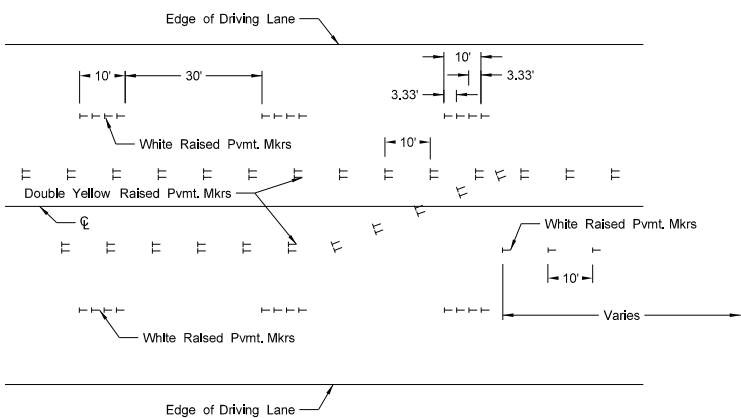 Edge of Driving Lane
10'
30'
10'
3.33'
3.33'
White Raised Pvmt. Mkrs
10'
Double Yellow Raised Pvmt. Mkrs
℄
White Raised Pvmt. Mkrs
10'
Varies
White Raised Pvmt. Mkrs
Edge of Driving Lane